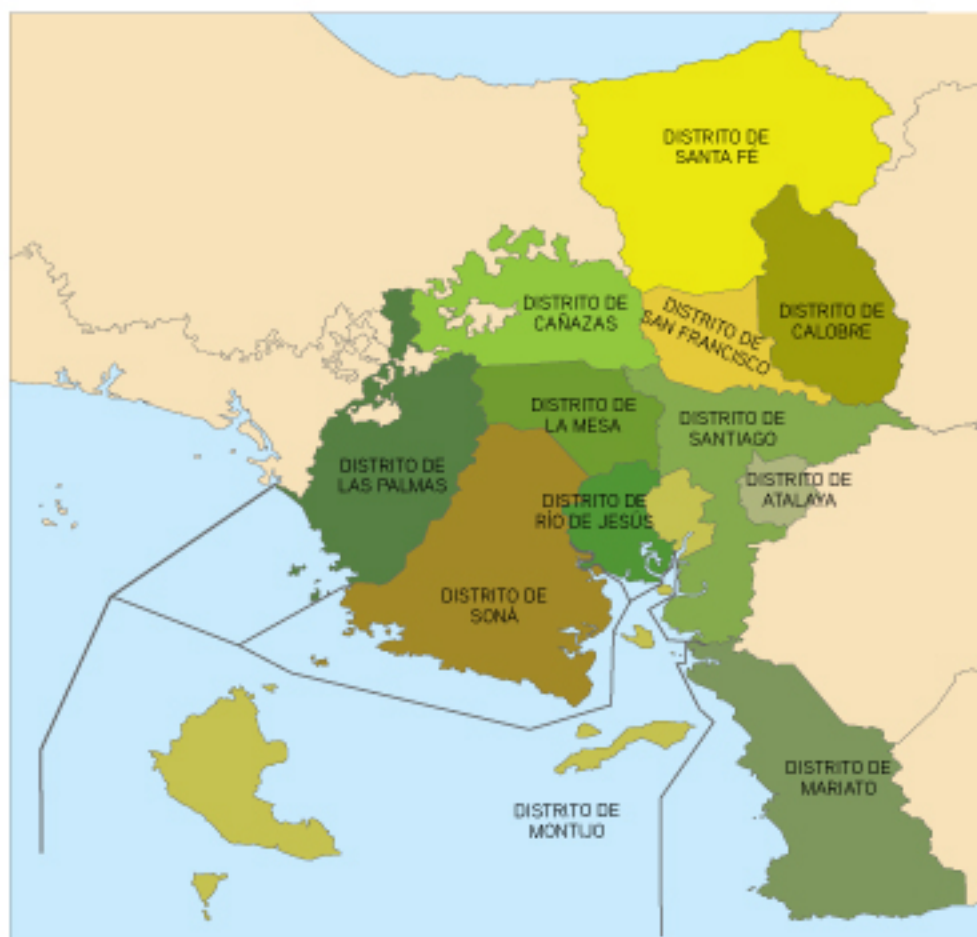 DISTRITO DE
SANTA FÉ
DISTRITO DE
CAÑAZAS
DISTRITO DE
SAN FRANCISCO
DISTRITO DE
CALOBRE
DISTRITO DE
LA MESA
DISTRITO DE
SANTIAGO
DISTRITO DE
LAS PALMAS
DISTRITO DE
RÍO DE JESÚS
DISTRITO DE
ATALAYA
DISTRITO DE
SONÁ
DISTRITO DE
MARIATO
DISTRITO DE
MONTIJO